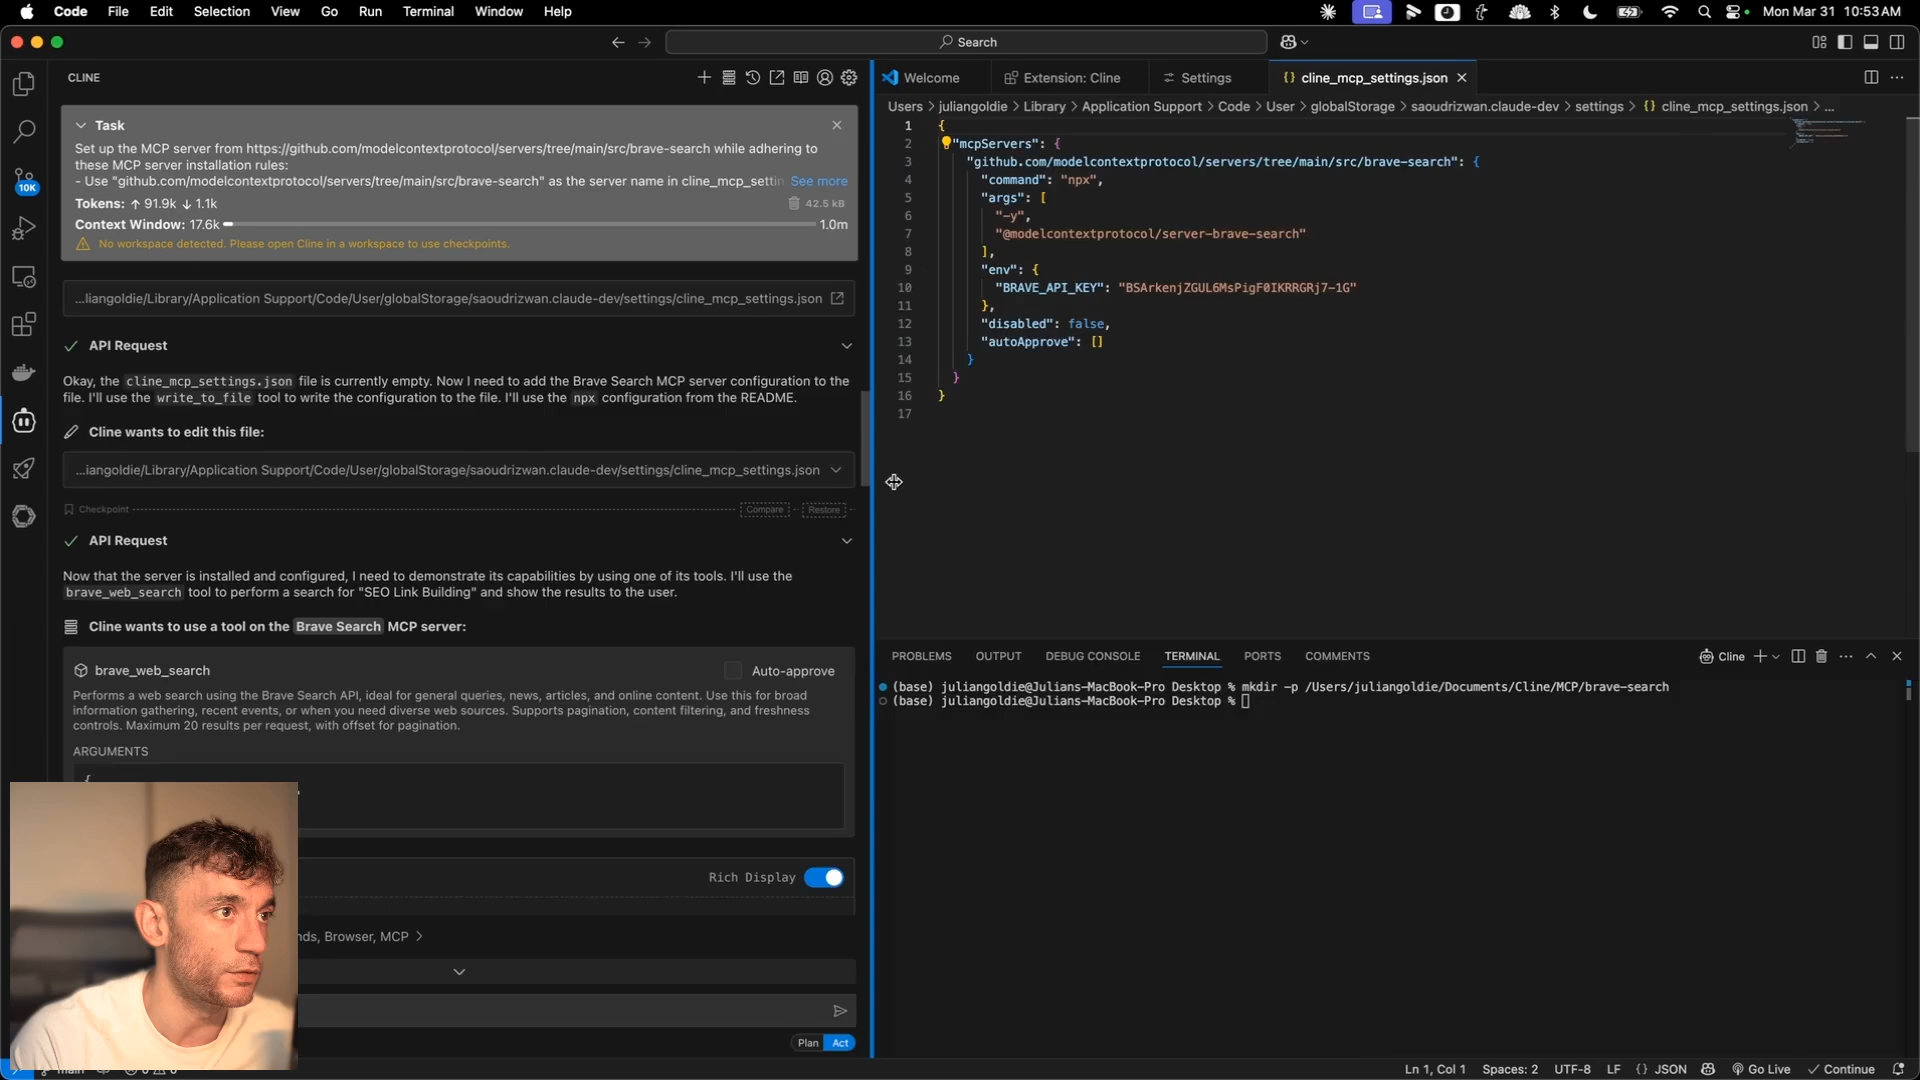 Code File Edit Selection View Go Run Terminal Window Help
Mon Mar 31 10:53 AM
Search
CLINE
10K
Task
Set up the MCP server from https://github.com/modelcontextprotocol/servers/tree/main/src/brave-search while adhering to
these MCP server installation rules:
- Use "github.com/modelcontextprotocol/servers/tree/main/src/brave-search" as the server name in cline_mcp_settin See more
Tokens: ↑ 91.9k ↓ 1.1k 42.5 kB
Context Window: 17.6k 1.0m
No workspace detected. Please open Cline in a workspace to use checkpoints.
...liangoldie/Library/Application Support/Code/User/globalStorage/saoudrizwan.claude-dev/settings/cline_mcp_settings.json
API Request
Okay, the cline_mcp_settings.json file is currently empty. Now I need to add the Brave Search MCP server configuration to the
file. I'll use the write_to_file tool to write the configuration to the file. I'll use the npx configuration from the README.
Cline wants to edit this file:
...iangoldie/Library/Application Support/Code/User/globalStorage/saoudrizwan.claude-dev/settings/cline_mcp_settings.json
Checkpoint Compare Restore
API Request
Now that the server is installed and configured, I need to demonstrate its capabilities by using one of its tools. I'll use the
brave_web_search tool to perform a search for "SEO Link Building" and show the results to the user.
Cline wants to use a tool on the Brave Search MCP server:
brave_web_search Auto-approve
Performs a web search using the Brave Search API, ideal for general queries, news, articles, and online content. Use this for broad
information gathering, recent events, or when you need diverse web sources. Supports pagination, content filtering, and freshness
controls. Maximum 20 results per request, with offset for pagination.
ARGUMENTS
{
Rich Display
nds, Browser, MCP >
Plan Act
Welcome Extension: Cline Settings {} cline_mcp_settings.json
Users > juliangoldie > Library > Application Support > Code > User > globalStorage > saoudrizwan.claude-dev > settings > {} cline_mcp_settings.json > ...
1 {
2 "mcpServers": {
3 "github.com/modelcontextprotocol/servers/tree/main/src/brave-search": {
4 "command": "npx",
5 "args": [
6 "-y",
7 "@modelcontextprotocol/server-brave-search"
8 ],
9 "env": {
10 "BRAVE_API_KEY": "BSArkenjZGUL6MsPigF0IKRRGRj7-1G"
11 },
12 "disabled": false,
13 "autoApprove": []
14 }
15 }
16 }
17
PROBLEMS OUTPUT DEBUG CONSOLE TERMINAL PORTS COMMENTS Cline
(base) juliangoldie@Julians-MacBook-Pro Desktop % mkdir -p /Users/juliangoldie/Documents/Cline/MCP/brave-search
(base) juliangoldie@Julians-MacBook-Pro Desktop %
main Ln 1, Col 1 Spaces: 2 UTF-8 LF {} JSON Go Live Continue